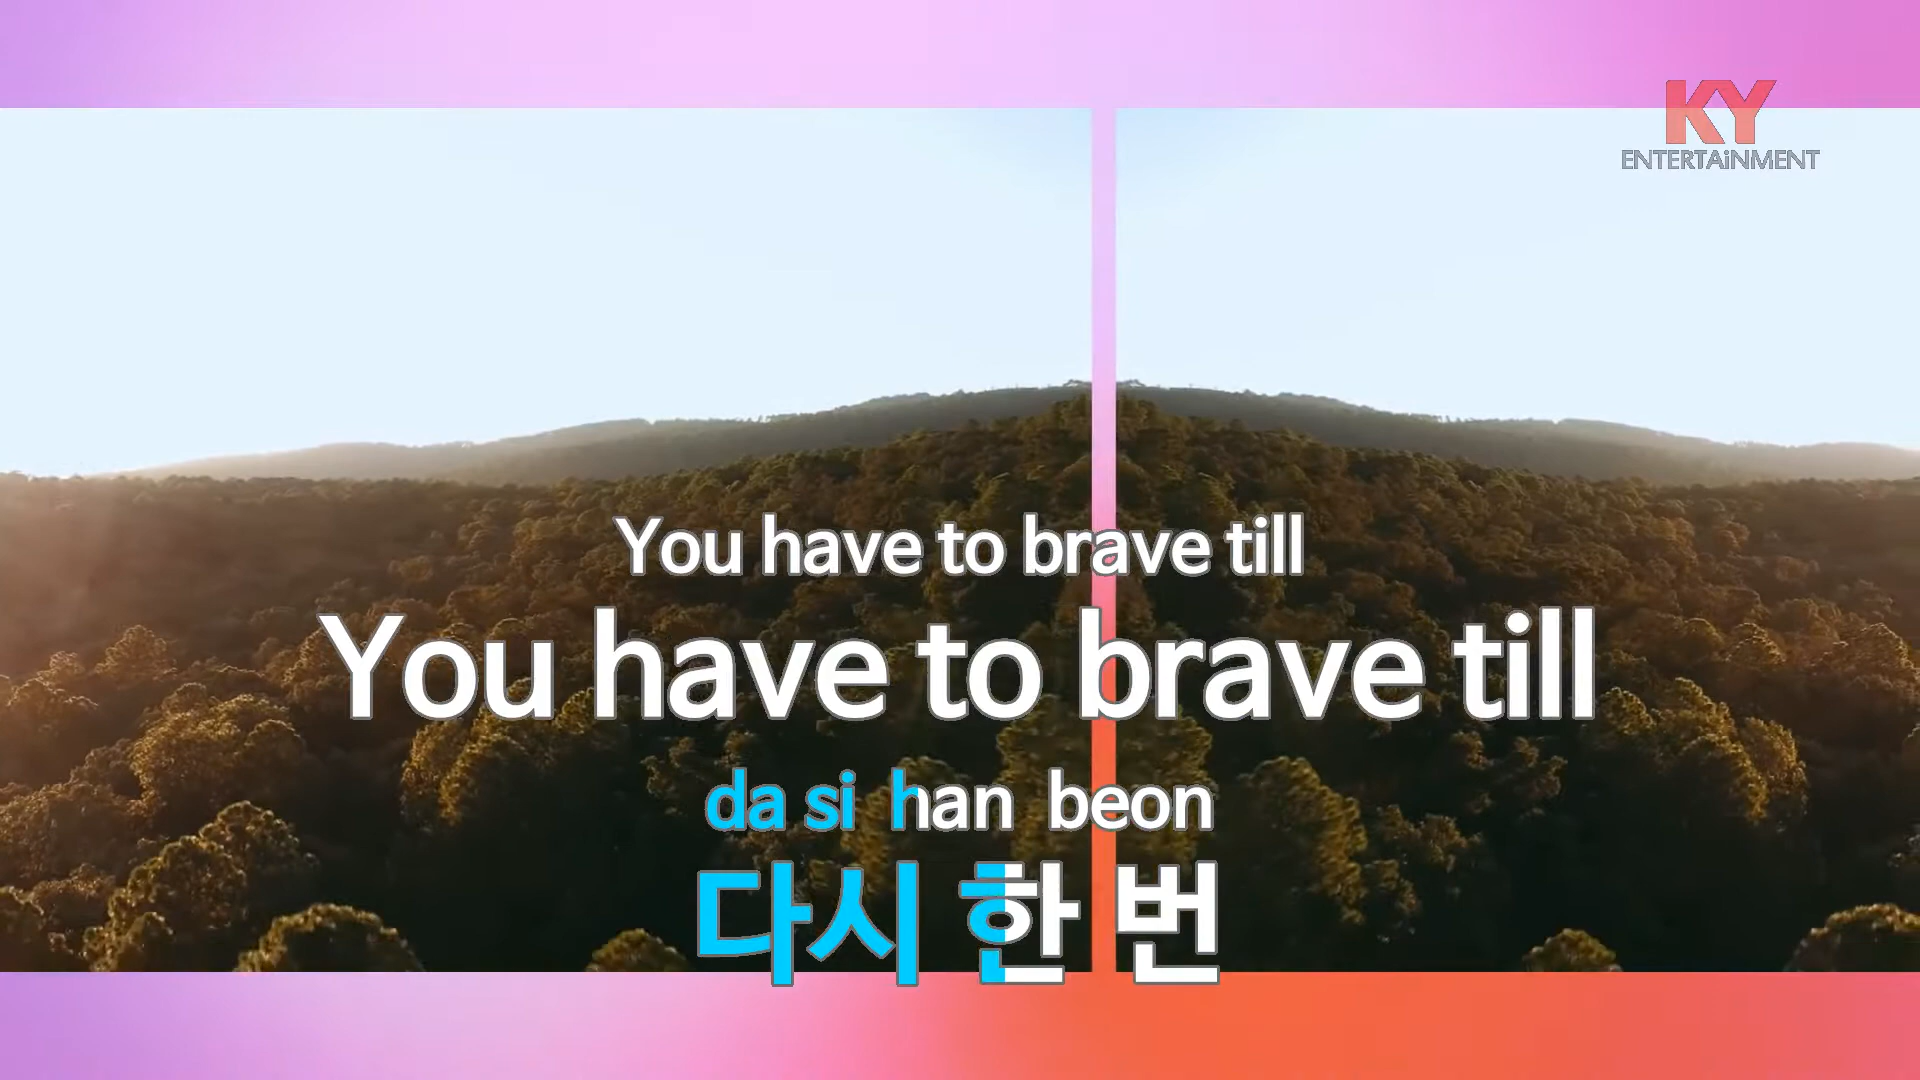 KY
ENTERTAiNMENT
You have to brave till
You have to brave till
da si han beon
다시 한 번